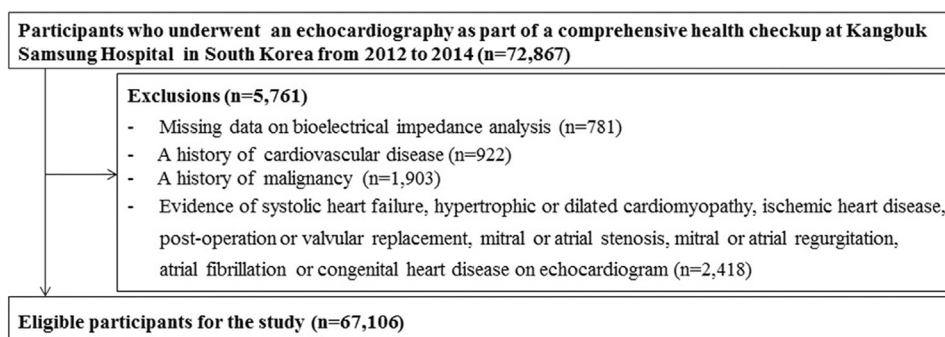 Participants who underwent an echocardiography as part of a comprehensive health checkup at Kangbuk
Samsung Hospital in South Korea from 2012 to 2014 (n=72,867)
Exclusions (n=5,761)
- Missing data on bioelectrical impedance analysis (n=781)
- A history of cardiovascular disease (n=922)
- A history of malignancy (n=1,903)
- Evidence of systolic heart failure, hypertrophic or dilated cardiomyopathy, ischemic heart disease,
post-operation or valvular replacement, mitral or atrial stenosis, mitral or atrial regurgitation,
atrial fibrillation or congenital heart disease on echocardiogram (n=2,418)
Eligible participants for the study (n=67,106)